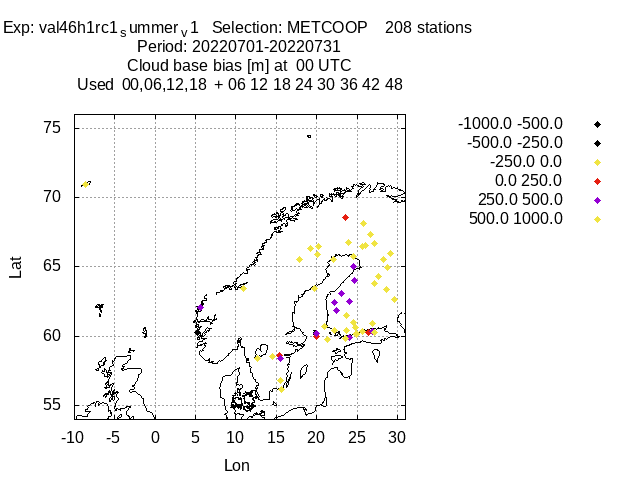 Exp: val46h1rc1summerv1 Selection: METCOOP 208 stations
Period: 20220701-20220731
Cloud base bias [m] at 00 UTC
Used 00,06,12,18 + 06 12 18 24 30 36 42 48
-1000.0 -500.0
-500.0 -250.0
-250.0 0.0
0.0 250.0
250.0 500.0
500.0 1000.0
75
70
65
60
55
Lat
-10 -5 0 5 10 15 20 25 30
Lon